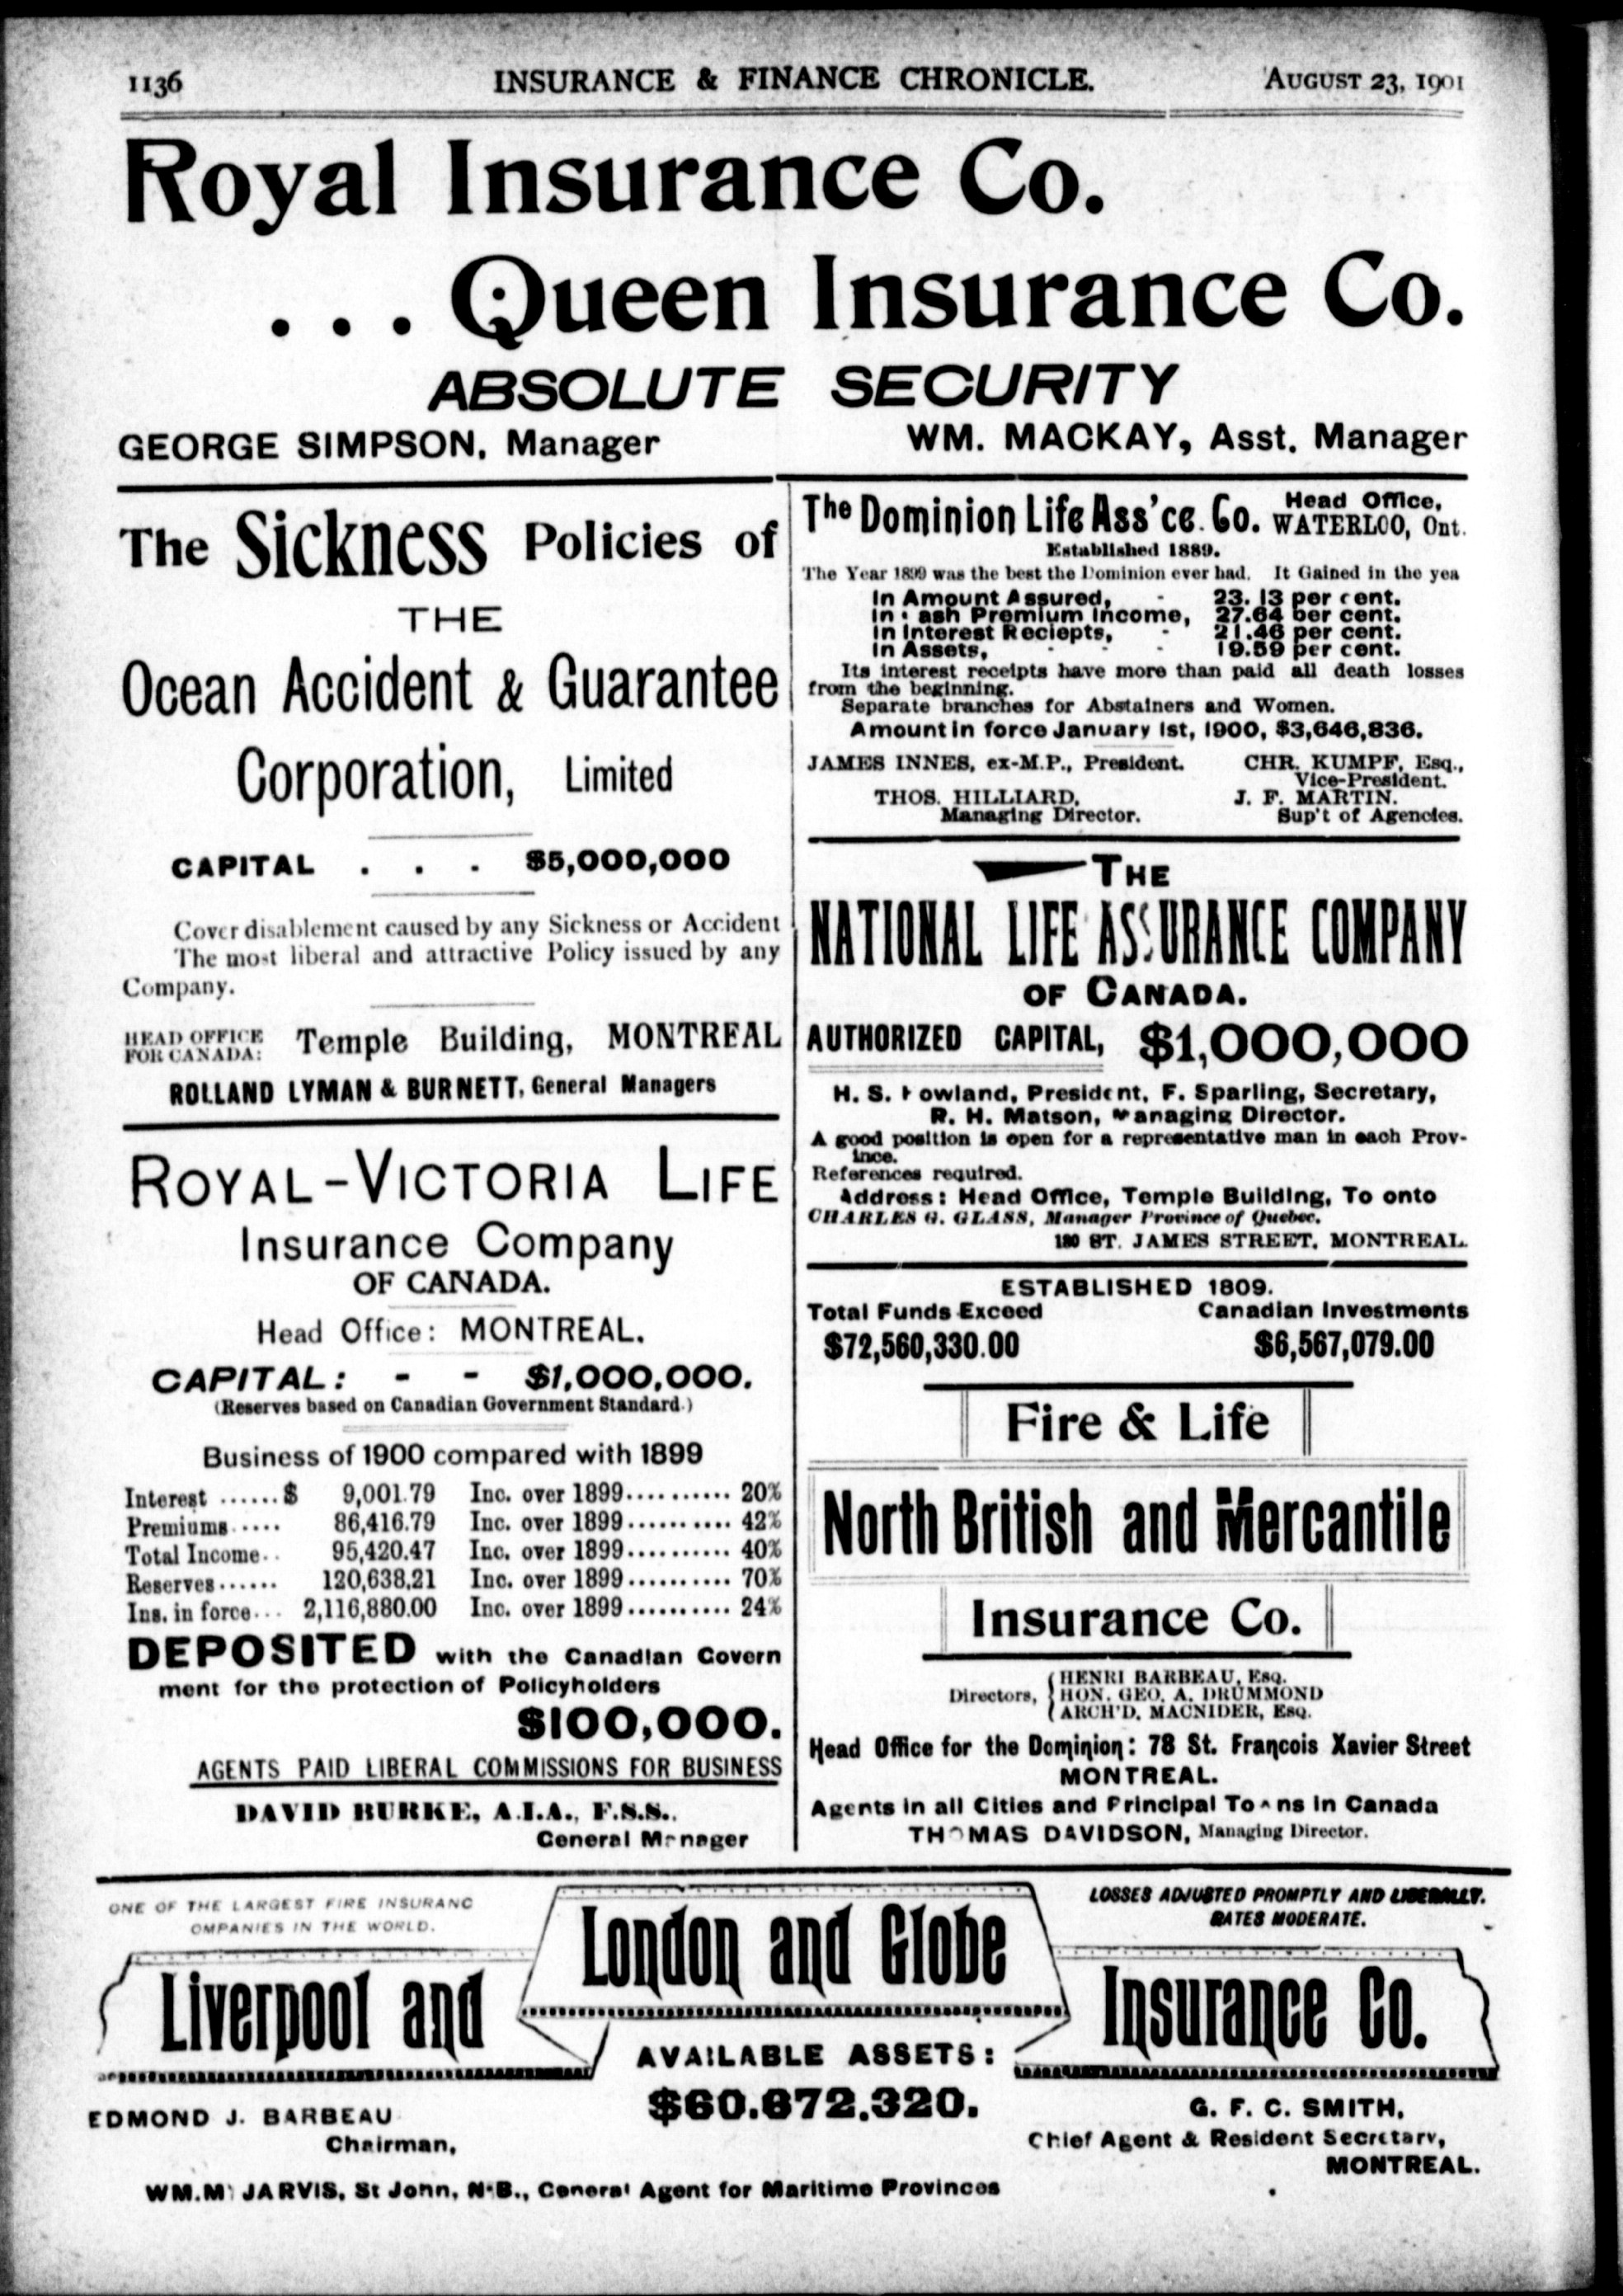 1136 INSURANCE & FINANCE CHRONICLE. AUGUST 23, 1901
Royal Insurance Co.
. . . Queen Insurance Co.
ABSOLUTE SECURITY
GEORGE SIMPSON, Manager WM. MACKAY, Asst. Manager
The Sickness Policies of
THE
Ocean Accident & Guarantee
Corporation, Limited
CAPITAL . . . $5,000,000
Cover disablement caused by any Sickness or Accident
The most liberal and attractive Policy issued by any
Company.
HEAD OFFICE
FOR CANADA: Temple Building, MONTREAL
ROLLAND LYMAN & BURNETT, General Managers
ROYAL-VICTORIA LIFE
Insurance Company
OF CANADA.
Head Office: MONTREAL.
CAPITAL: - - $1,000,000.
(Reserves based on Canadian Government Standard.)
Business of 1900 compared with 1899
Interest ......$ 9,001.79 Inc. over 1899.......... 20%
Premiums..... 86,416.79 Inc. over 1899.......... 42%
Total Income.. 95,420.47 Inc. over 1899.......... 40%
Reserves...... 120,638.21 Inc. over 1899.......... 70%
Ins. in force... 2,116,880.00 Inc. over 1899.......... 24%
DEPOSITED with the Canadian Govern
ment for the protection of Policyholders
$100,000.
AGENTS PAID LIBERAL COMMISSIONS FOR BUSINESS
DAVID BURKE, A.I.A., F.S.S.,
General Manager
The Dominion Life Ass'ce. Co. Head Office,
WATERLOO, Ont.
Established 1889.
The Year 1899 was the best the Dominion ever had. It Gained in the yea
In Amount Assured, - 23.13 per cent.
In Cash Premium Income, 27.64 per cent.
In Interest Reciepts, - 21.46 per cent.
In Assets, - - - 19.59 per cent.
Its interest receipts have more than paid all death losses
from the beginning.
Separate branches for Abstainers and Women.
Amount in force January 1st, 1900, $3,646,836.
JAMES INNES, ex-M.P., President. CHR. KUMPF, Esq.,
Vice-President.
THOS. HILLIARD, J. F. MARTIN.
Managing Director. Sup't of Agencies.
THE
NATIONAL LIFE ASSURANCE COMPANY
OF CANADA.
AUTHORIZED CAPITAL, $1,000,000
H. S. Howland, President, F. Sparling, Secretary,
R. H. Matson, Managing Director.
A good position is open for a representative man in each Prov-
ince.
References required.
Address: Head Office, Temple Building, To onto
CHARLES G. GLASS, Manager Province of Quebec.
180 ST. JAMES STREET, MONTREAL.
ESTABLISHED 1809.
Total Funds Exceed Canadian Investments
$72,560,330.00 $6,567,079.00
Fire & Life
North British and Mercantile
Insurance Co.
Directors, HENRI BARBEAU, ESQ.
HON. GEO. A. DRUMMOND
ARCH'D. MACNIDER, ESQ.
Head Office for the Dominion: 78 St. Francois Xavier Street
MONTREAL.
Agents in all Cities and Principal Towns in Canada
THOMAS DAVIDSON, Managing Director.
ONE OF THE LARGEST FIRE INSURANC
OMPANIES IN THE WORLD.
LOSSES ADJUSTED PROMPTLY AND LIBERALLY.
RATES MODERATE.
Liverpool and London and Globe Insurance Co.
AVAILABLE ASSETS:
$60.672.320.
EDMOND J. BARBEAU
Chairman,
G. F. C. SMITH,
Chief Agent & Resident Secretary,
MONTREAL.
WM.M. JARVIS, St John, N.B., General Agent for Maritime Provinces